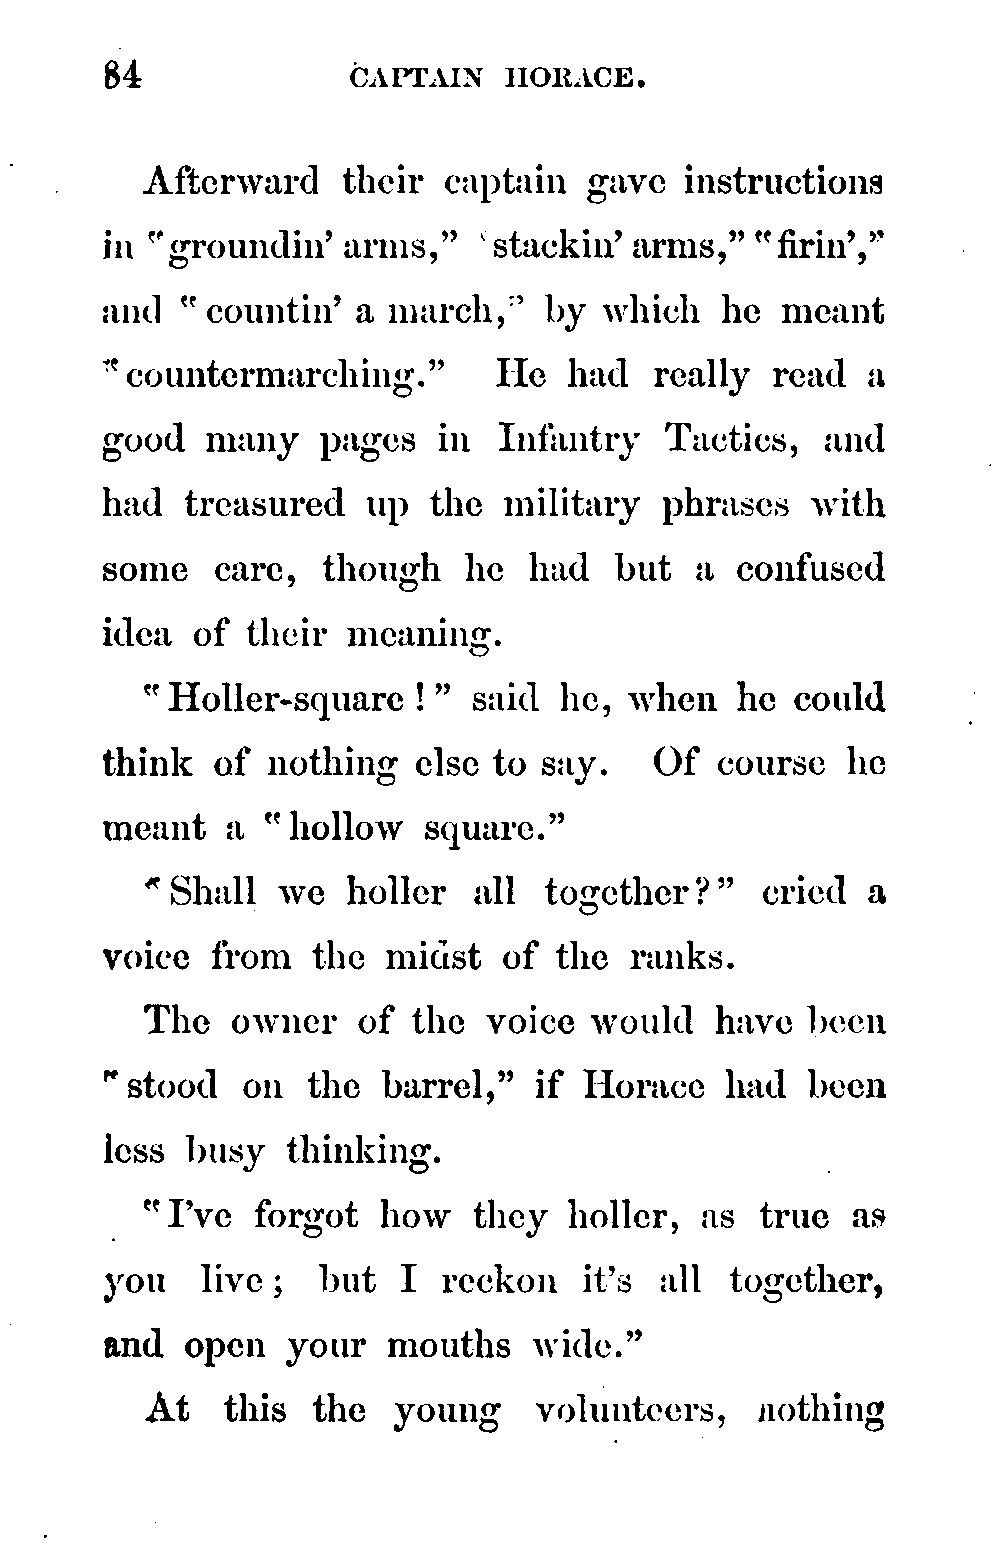 84 CAPTAIN HORACE.
Afterward their captain gave instructions
in "groundin' arms," 'stackin' arms," "firin',"
and "countin' a march," by which he meant
"countermarching." He had really read a
good many pages in Infantry Tactics, and
had treasured up the military phrases with
some care, though he had but a confused
idea of their meaning.
"Holler-square!" said he, when he could
think of nothing else to say. Of course he
meant a "hollow square."
"Shall we holler all together?" cried a
voice from the midst of the ranks.
The owner of the voice would have been
"stood on the barrel," if Horace had been
less busy thinking.
"I've forgot how they holler, as true as
you live; but I reckon it's all together,
and open your mouths wide."
At this the young volunteers, nothing